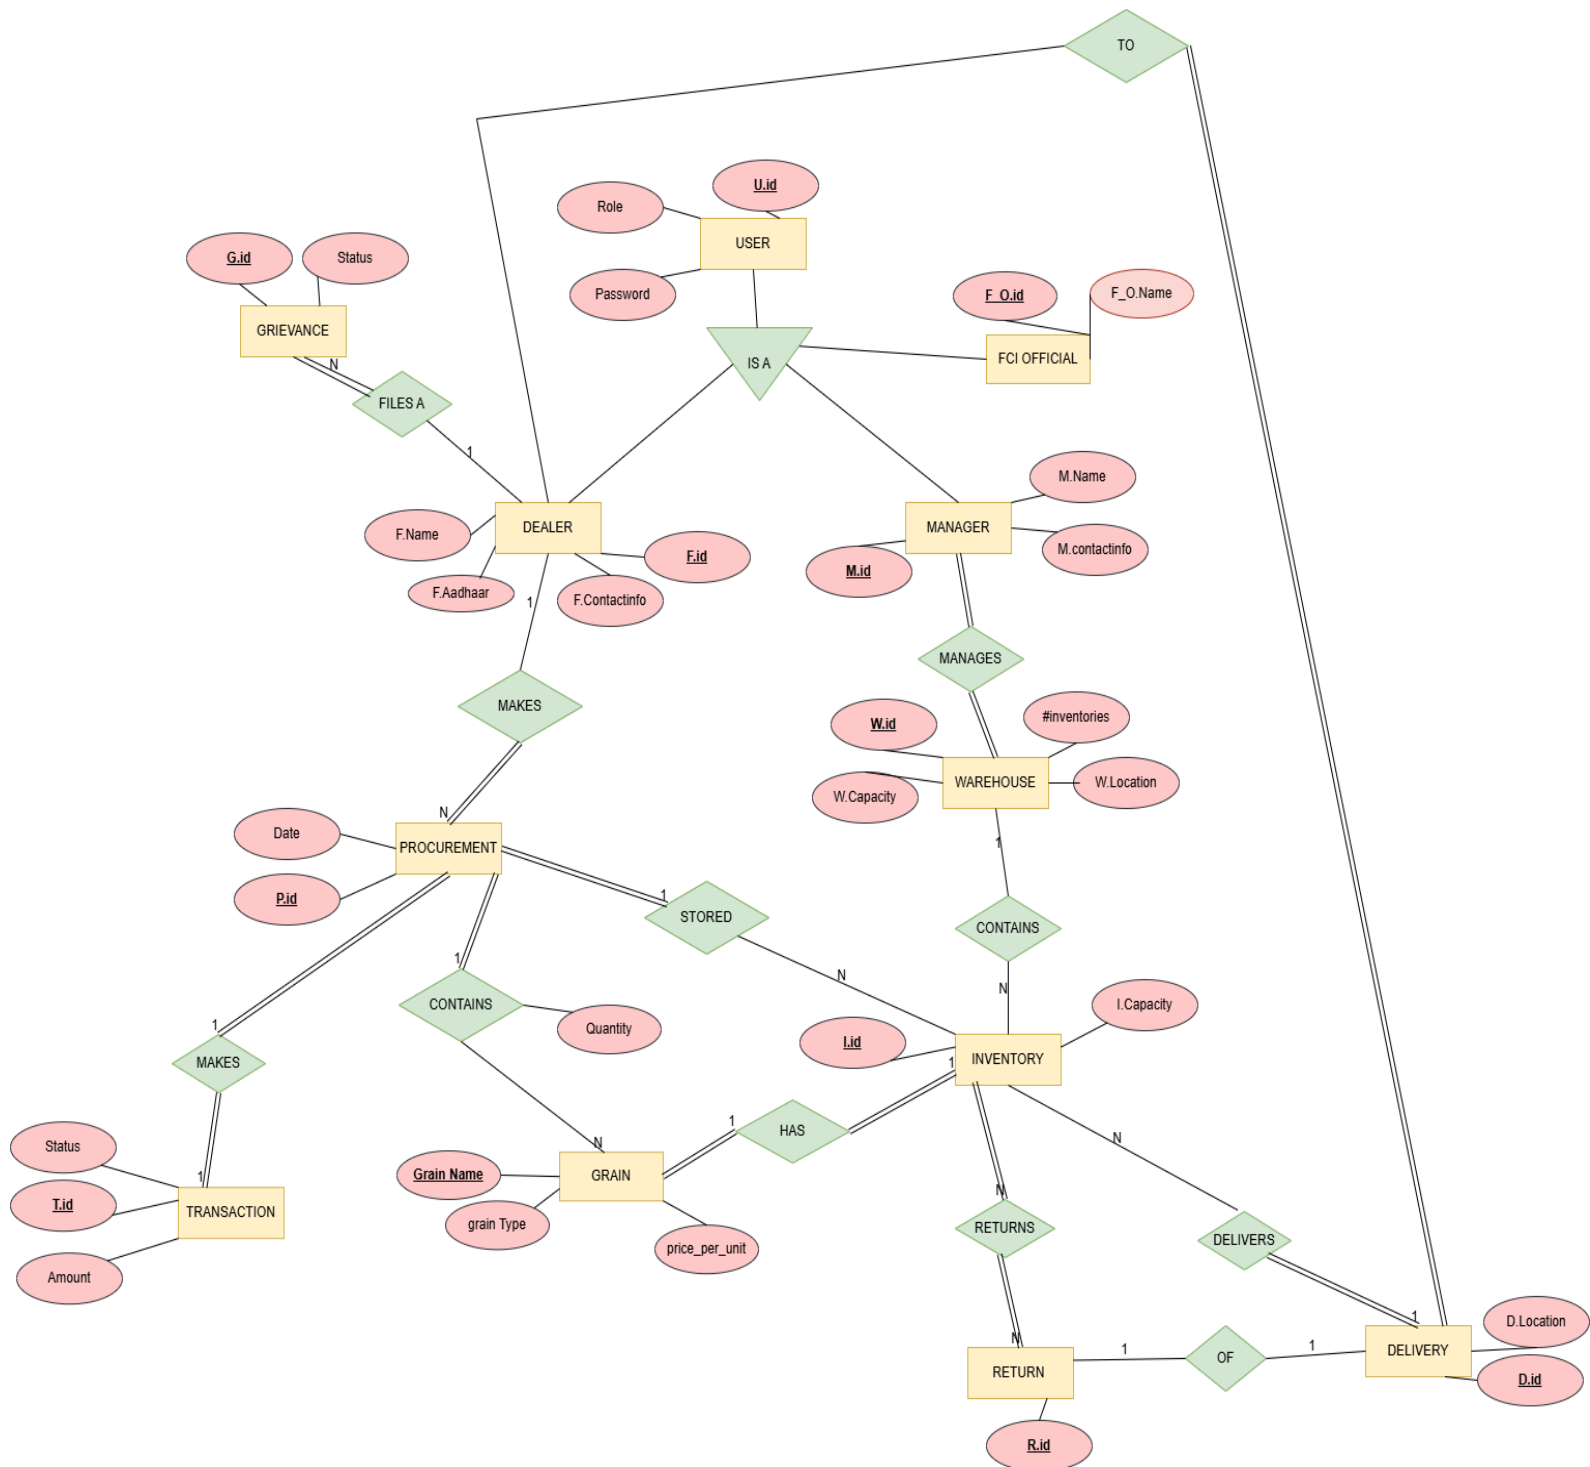 TO
U.id
Role
USER
G.id
Status
F_O.id
F_O.Name
Password
GRIEVANCE
FCI OFFICIAL
IS A
N
FILES A
1
M.Name
DEALER
MANAGER
F.Name
M.contactinfo
F.id
M.id
F.Aadhaar
F.Contactinfo
1
MANAGES
MAKES
W.id
#inventories
WAREHOUSE
W.Location
W.Capacity
N
Date
1
PROCUREMENT
P.id
1
STORED
CONTAINS
1
N
N
CONTAINS
I.Capacity
Quantity
1
I.id
INVENTORY
MAKES
1
1
HAS
N
N
Status
Grain Name
GRAIN
1
N
T.id
TRANSACTION
grain Type
RETURNS
DELIVERS
price_per_unit
Amount
1
D.Location
N
1
1
OF
DELIVERY
RETURN
D.id
R.id